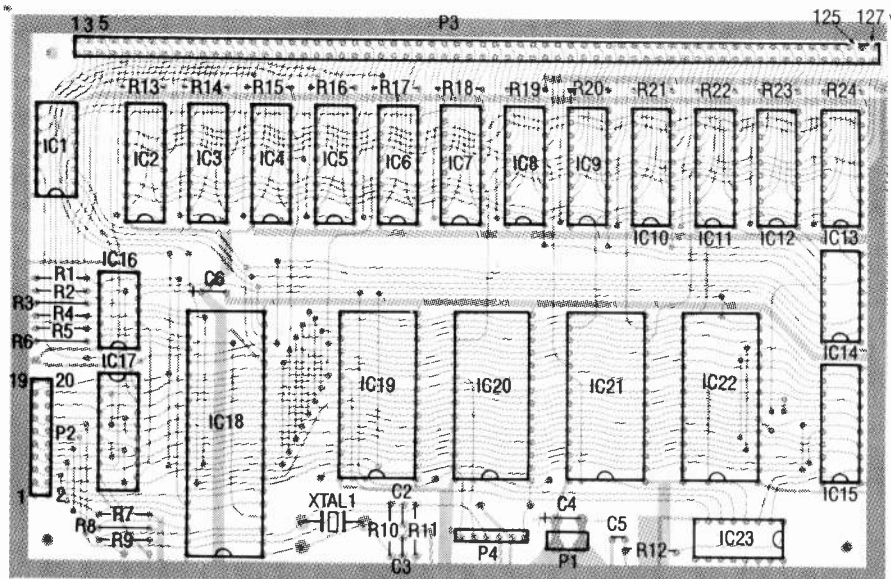 1 3 5 P3 125 127
R13 R14 R15 R16 R17 R18 R19 R20 R21 R22 R23 R24
IC1 IC2 IC3 IC4 IC5 IC6 IC7 IC8 IC9
IC10 IC11 IC12 IC13
IC16
R1
R2
R3
R4
R5
R6
C6
IC17
IC14
19 20
P2
1 2
IC18 IC19 IC20 IC21 IC22
IC15
R7
R8
R9
XTAL1
C2
R10 R11
C3
P4
C4
P1
C5
R12
IC23